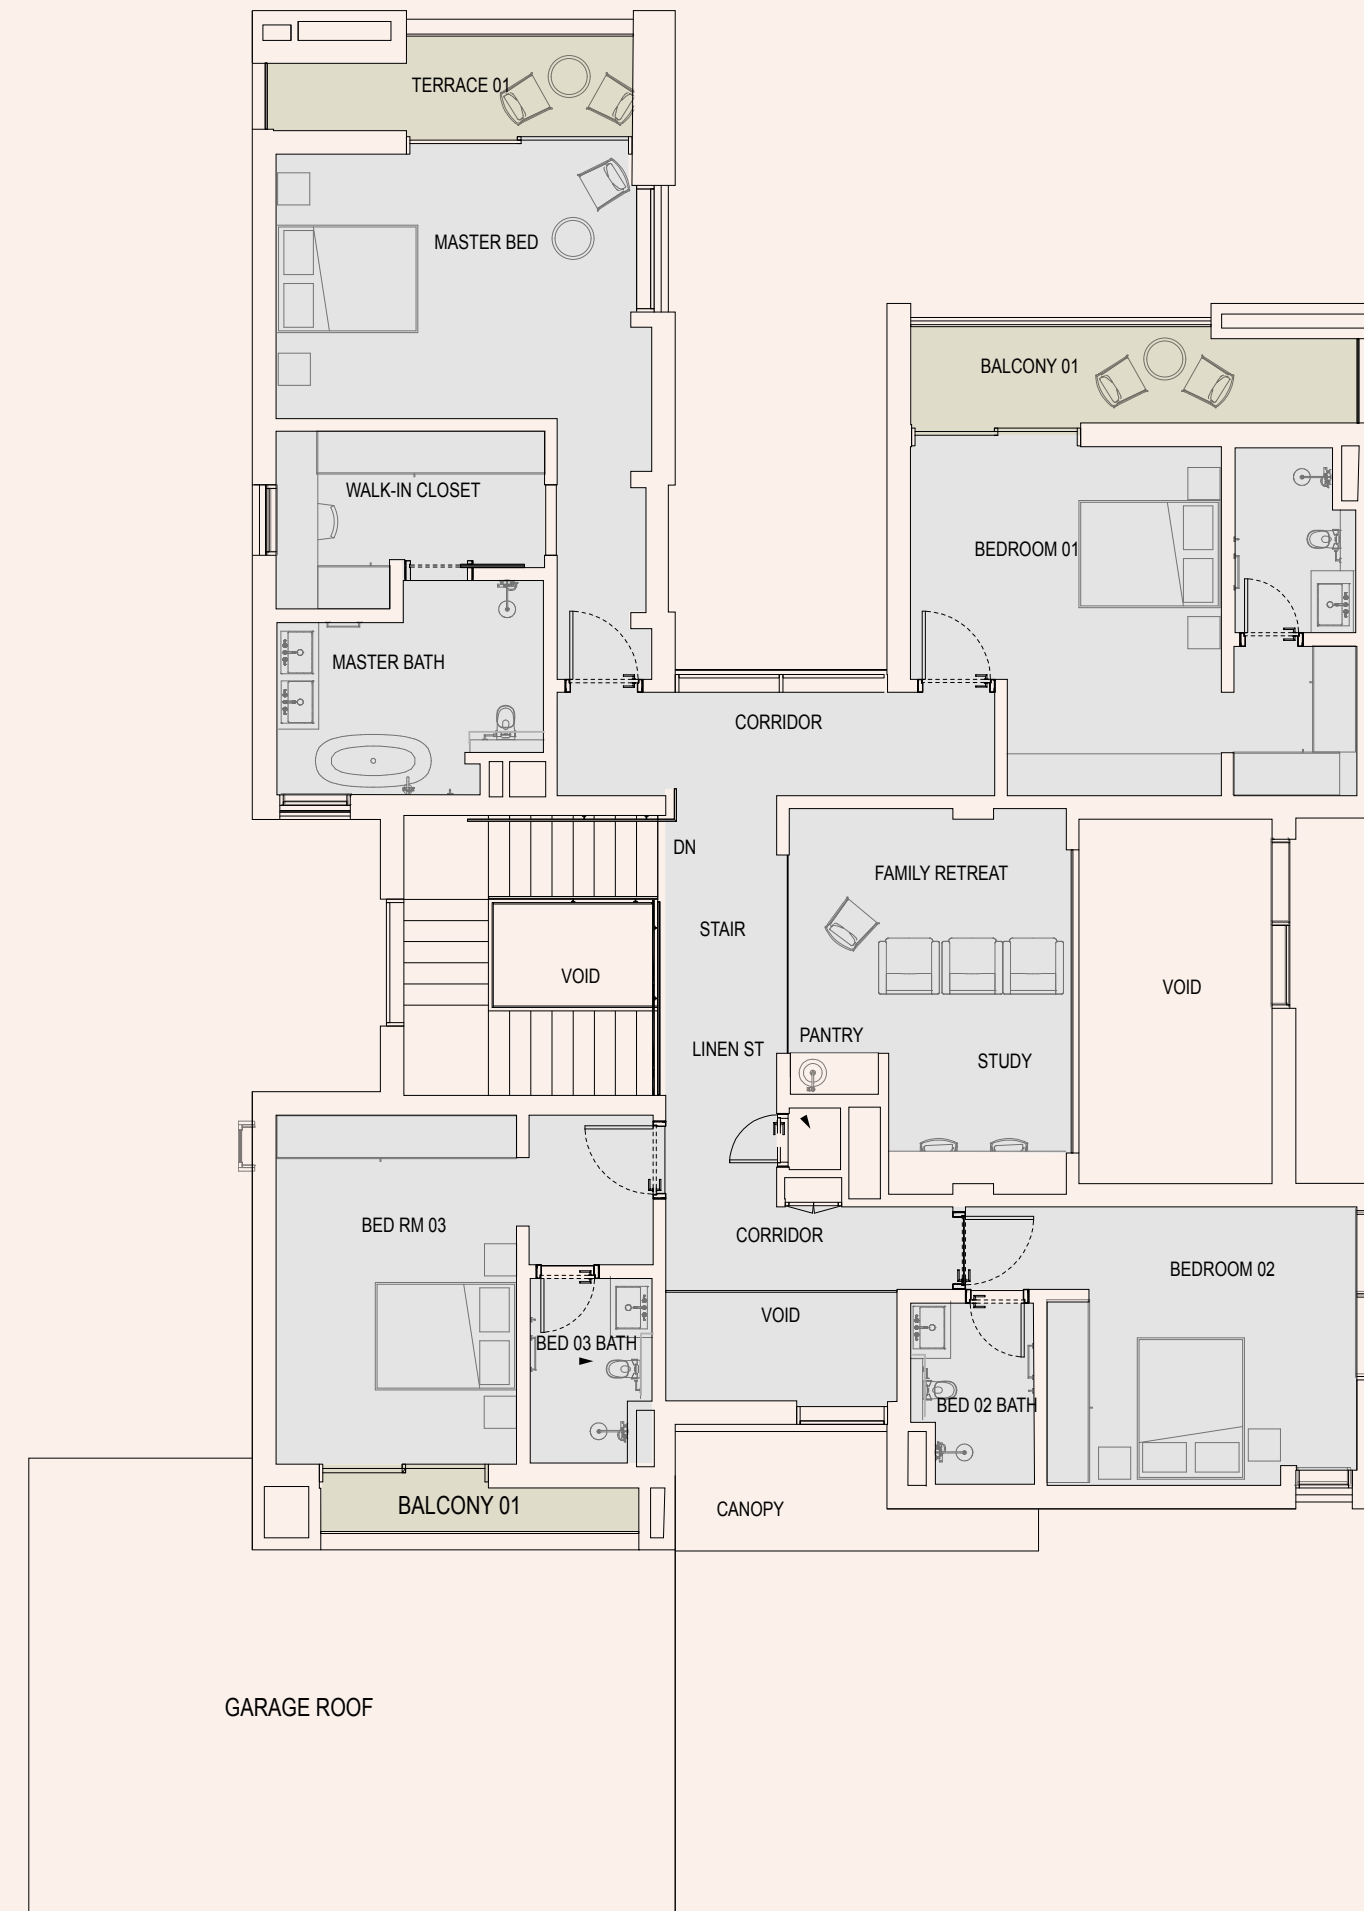 TERRACE 01
MASTER BED
BALCONY 01
WALK-IN CLOSET
BEDROOM 01
MASTER BATH
CORRIDOR
DN
FAMILY RETREAT
STAIR
VOID
VOID
PANTRY
LINEN ST
STUDY
BED RM 03
CORRIDOR
BEDROOM 02
VOID
BED 03 BATH
BED 02 BATH
BALCONY 01
CANOPY
GARAGE ROOF